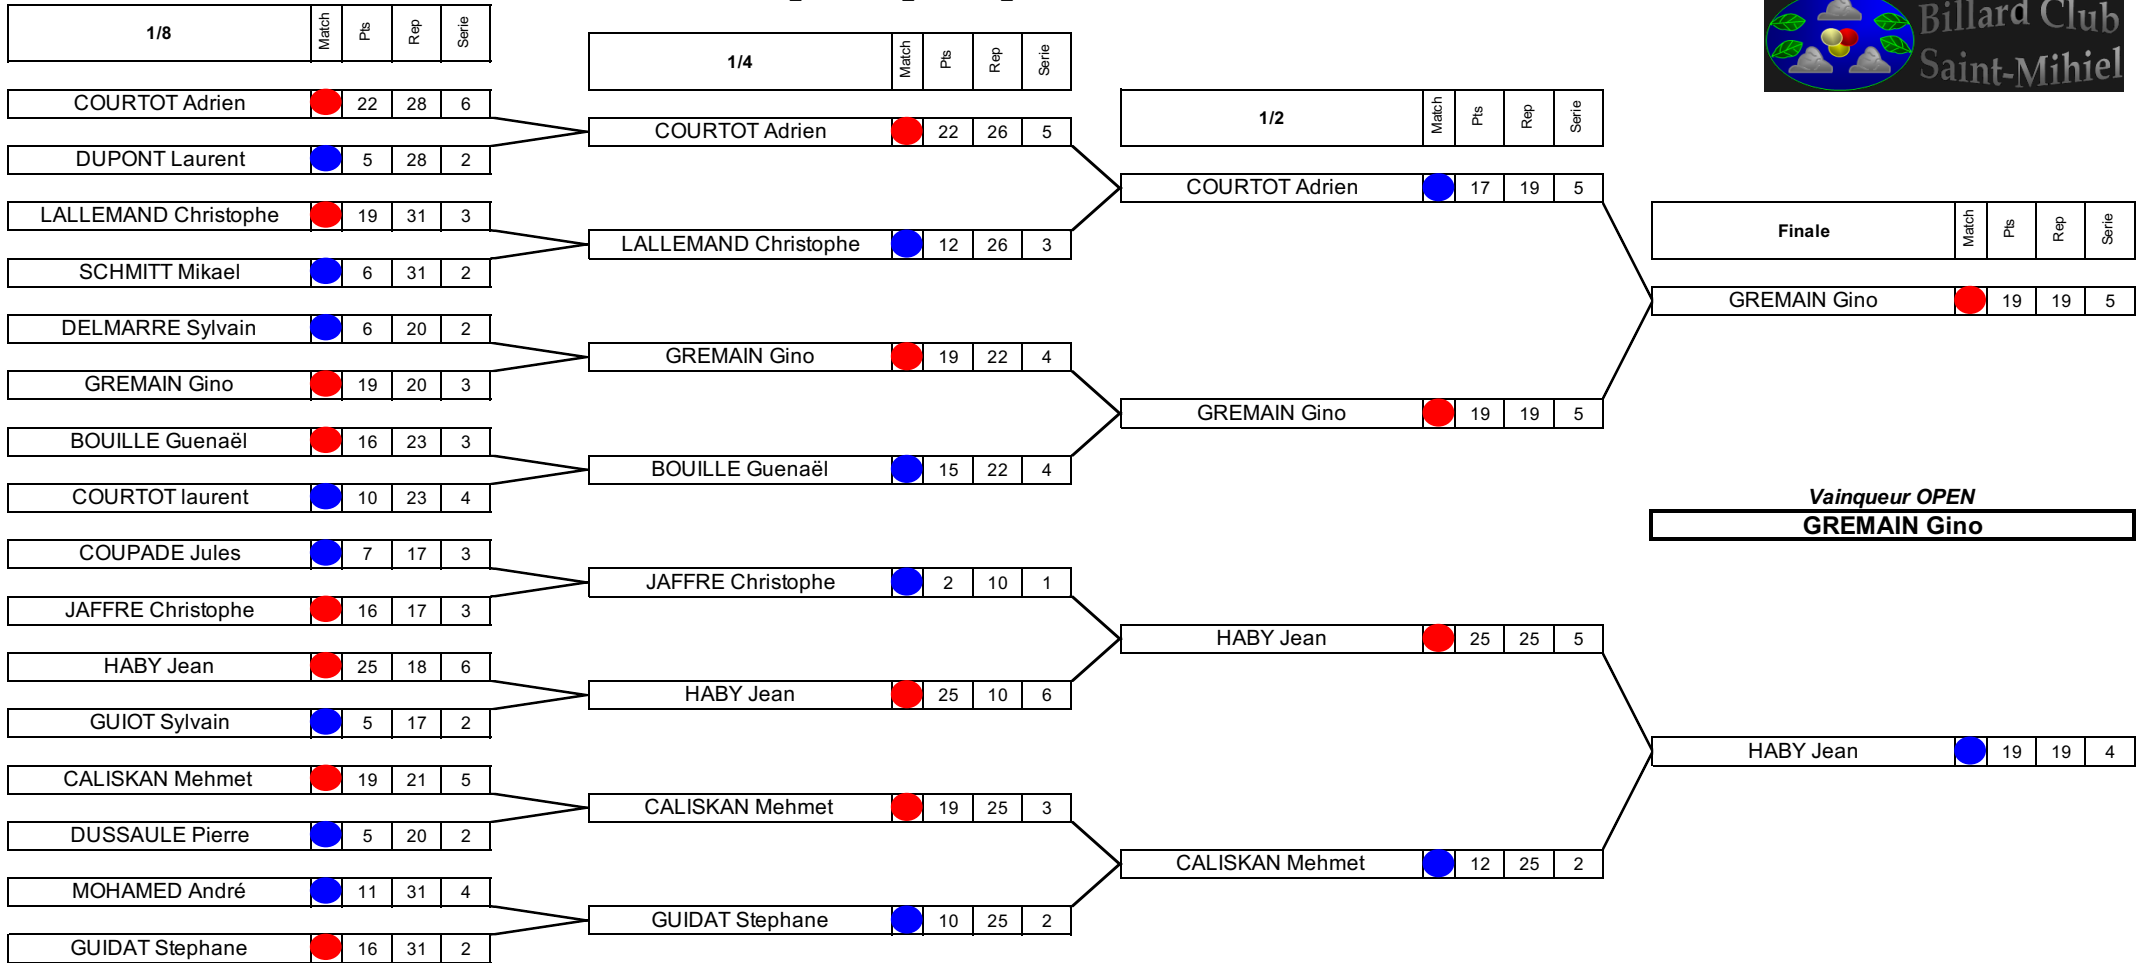 Billard Club
Saint-Mihiel
1/8 Match Pts Rep Serie
COURTOT Adrien 22 28 6
DUPONT Laurent 5 28 2
LALLEMAND Christophe 19 31 3
SCHMITT Mikael 6 31 2
DELMARRE Sylvain 6 20 2
GREMAIN Gino 19 20 3
BOUILLE Guenaël 16 23 3
COURTOT laurent 10 23 4
COUPADE Jules 7 17 3
JAFFRE Christophe 16 17 3
HABY Jean 25 18 6
GUIOT Sylvain 5 17 2
CALISKAN Mehmet 19 21 5
DUSSAULE Pierre 5 20 2
MOHAMED André 11 31 4
GUIDAT Stephane 16 31 2
1/4 Match Pts Rep Serie
COURTOT Adrien 22 26 5
LALLEMAND Christophe 12 26 3
GREMAIN Gino 19 22 4
BOUILLE Guenaël 15 22 4
JAFFRE Christophe 2 10 1
HABY Jean 25 10 6
CALISKAN Mehmet 19 25 3
GUIDAT Stephane 10 25 2
1/2 Match Pts Rep Serie
COURTOT Adrien 17 19 5
GREMAIN Gino 19 19 5
HABY Jean 25 25 5
CALISKAN Mehmet 12 25 2
Finale Match Pts Rep Serie
GREMAIN Gino 19 19 5
HABY Jean 19 19 4
Vainqueur OPEN
GREMAIN Gino